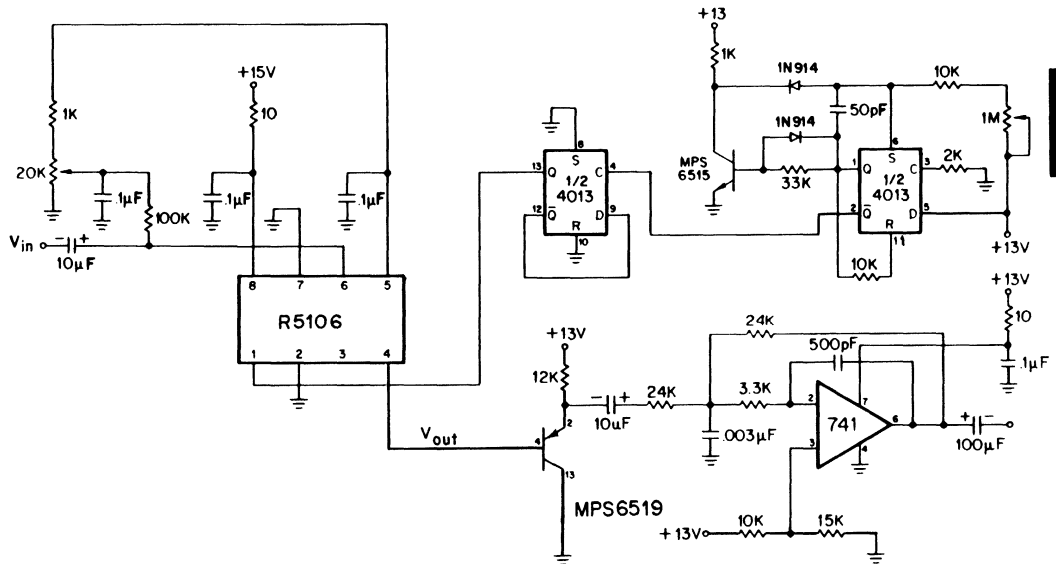 +13
1K
1N914
10K
+15V
10
1K
50pF
1M
1N914
8
S
6
S
20K
13
Q
C
4
MPS
6515
1
Q
C
3
2K
.1µF
.1µF
.1µF
1/2
4013
33K
1/2
4013
100K
12
Q̅
D
9
2
Q̅
D
5
R
10
R
11
+13V
Vin
-
+
10µF
10K
+13V
8
7
6
5
R5106
10
24K
1
2
3
4
+13V
500pF
.1µF
12K
-
+
24K
3.3K
2
7
10uF
741
6
+
-
Vout
4
2
.003µF
3
4
100µF
13
MPS6519
+13V
10K
15K